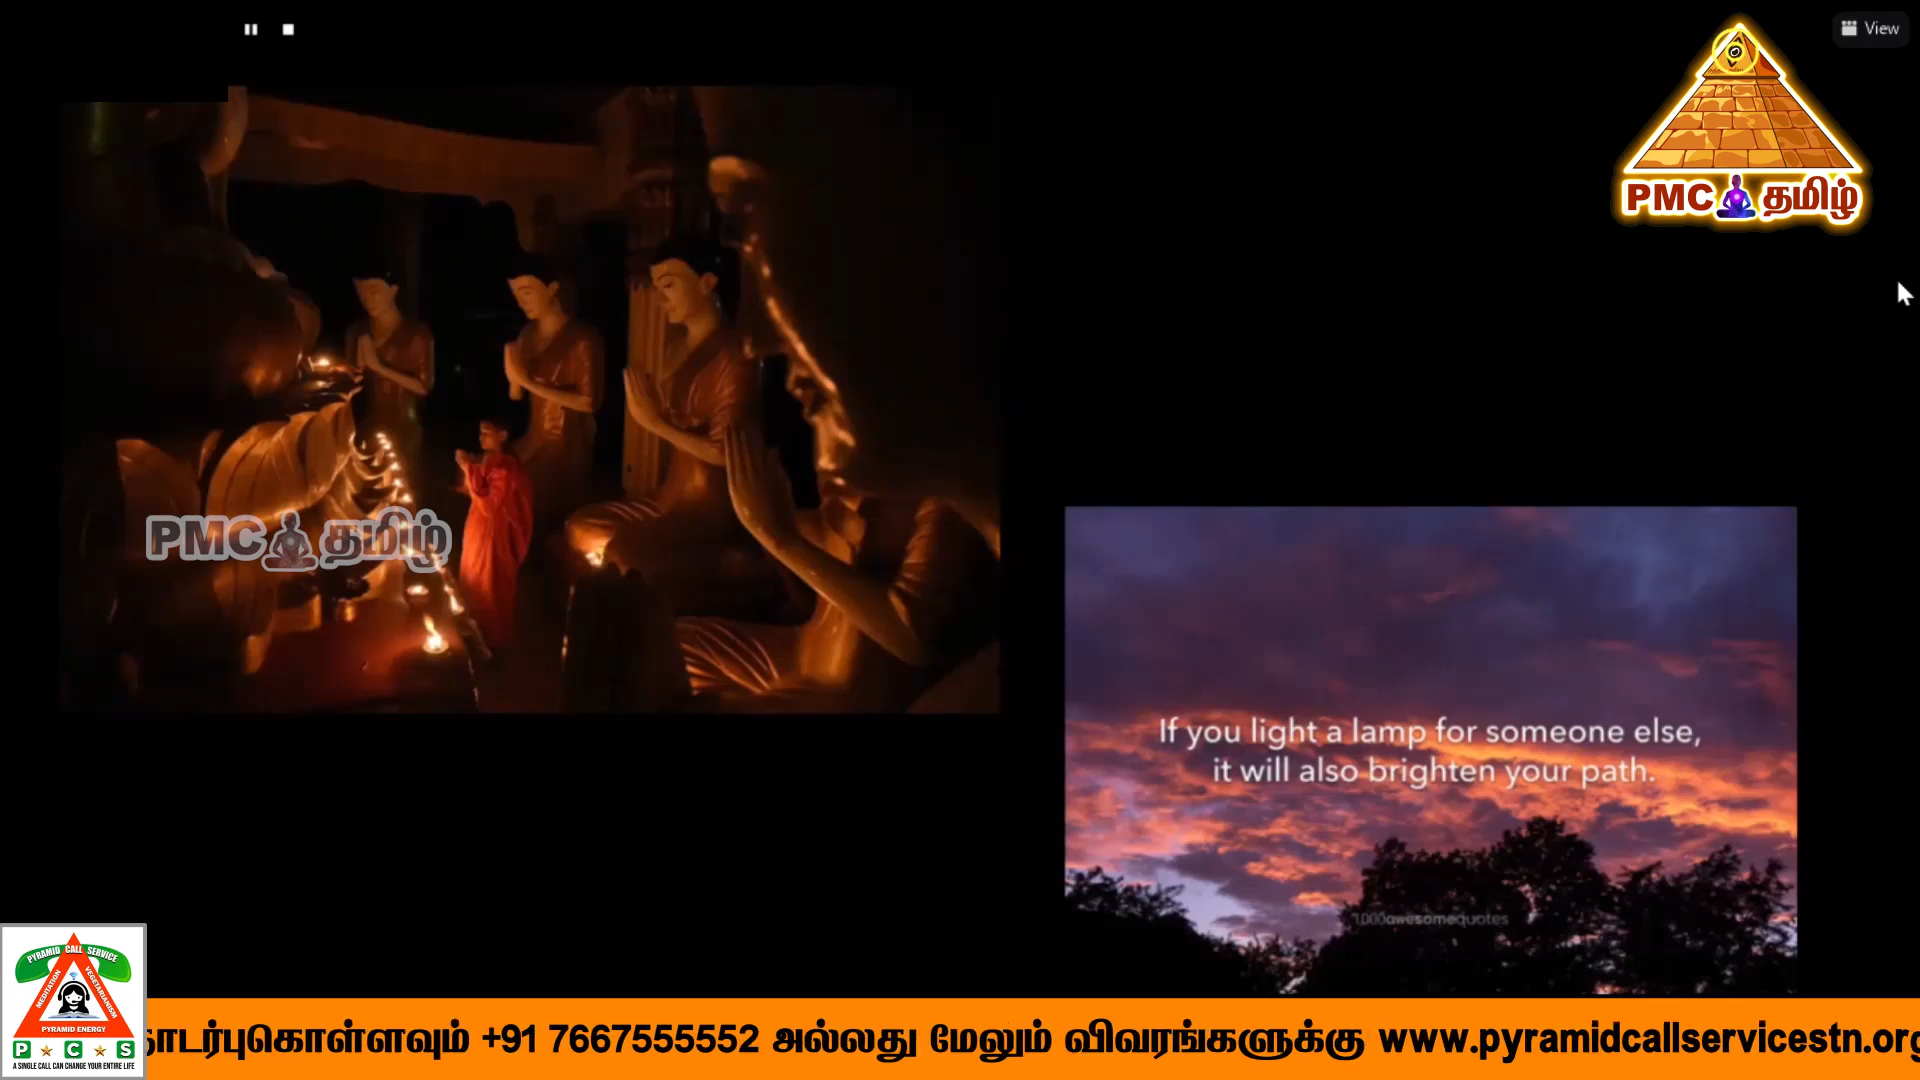 View
PMC தமிழ்
PMC தமிழ்
If you light a lamp for someone else,
it will also brighten your path.
1000awesomequotes
PYRAMID CALL SERVICE
MEDITATION
VEGETARIANISM
PYRAMID ENERGY
P C S
A SINGLE CALL CAN CHANGE YOUR ENTIRE LIFE
+91 7667555552 அல்லது மேலும் விவரங்களுக்கு www.pyramidcallservicestn.org